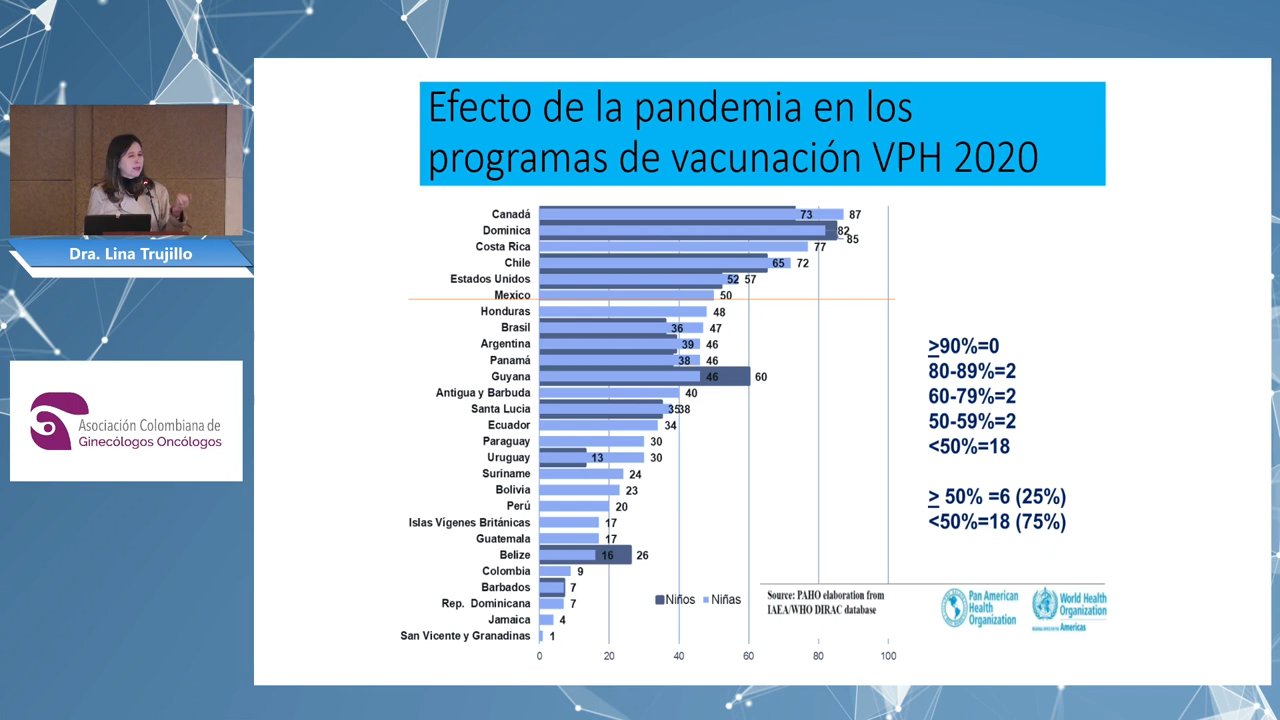 Efecto de la pandemia en los
programas de vacunación VPH 2020
Dra. Lina Trujillo
Asociación Colombiana de
Ginecólogos Oncólogos
Canadá 73 87
Dominica 82 85
Costa Rica 77
Chile 65 72
Estados Unidos 52 57
Mexico 50
Honduras 48
Brasil 36 47
Argentina 39 46
Panamá 38 46
Guyana 46 60
Antigua y Barbuda 40
Santa Lucia 35 38
Ecuador 34
Paraguay 30
Uruguay 13 30
Suriname 24
Bolivia 23
Perú 20
Islas Vígenes Británicas 17
Guatemala 17
Belize 16 26
Colombia 9
Barbados 7
Rep. Dominicana 7
Jamaica 4
San Vicente y Granadinas 1
0 20 40 60 80 100
Niños Niñas
≥90%=0
80-89%=2
60-79%=2
50-59%=2
<50%=18
≥ 50% =6 (25%)
<50%=18 (75%)
Source: PAHO elaboration from
IAEA/WHO DIRAC database
Pan American
Health
Organization
World Health
Organization
Americas